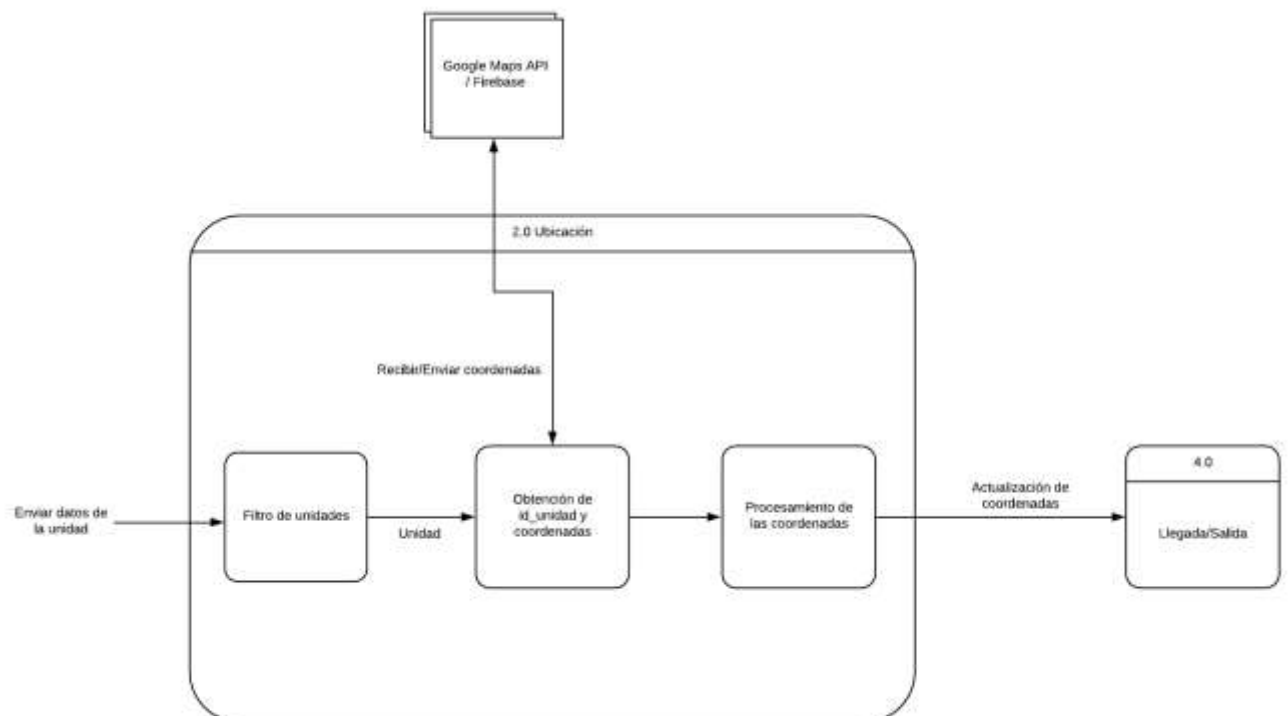 Google Maps API
/ Firebase
2.0 Ubicación
Recibir/Enviar coordenadas
Enviar datos de
la unidad
Filtro de unidades
Unidad
Obtención de
id_unidad y
coordenadas
Procesamiento de
las coordenadas
Actualización de
coordenadas
4.0
Llegada/Salida